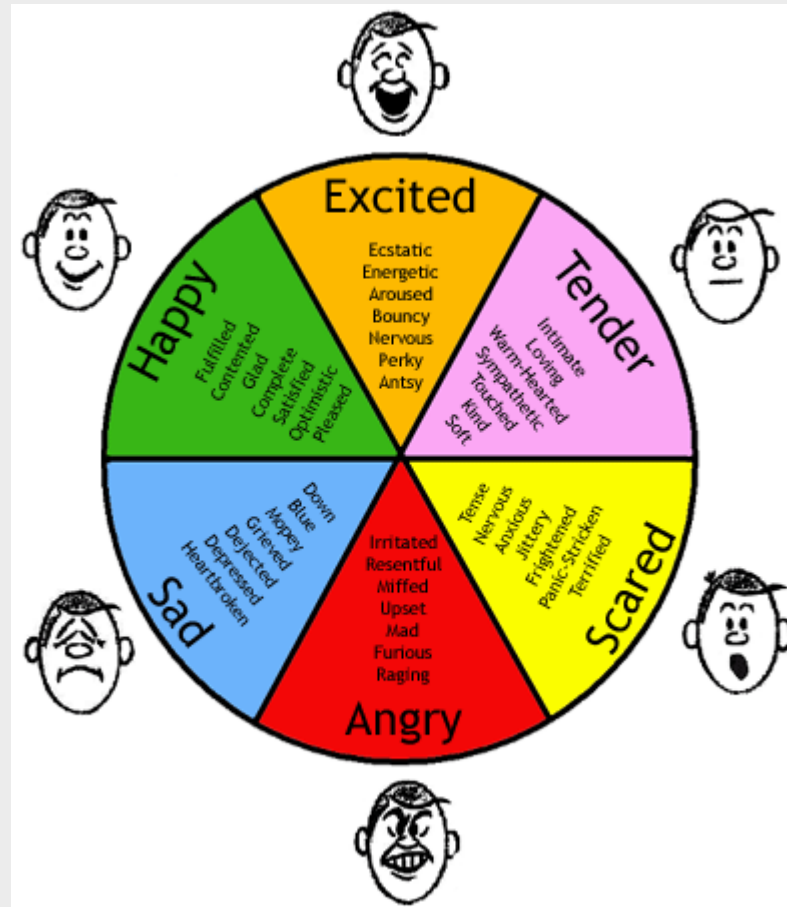 Excited
Ecstatic
Energetic
Aroused
Bouncy
Nervous
Perky
Antsy
Tender
Intimate
Loving
Warm-Hearted
Sympathetic
Touched
Kind
Soft
Scared
Tense
Nervous
Anxious
Jittery
Frightened
Panic-Stricken
Terrified
Angry
Irritated
Resentful
Miffed
Upset
Mad
Furious
Raging
Sad
Down
Blue
Mopey
Grieved
Dejected
Depressed
Heartbroken
Happy
Fulfilled
Contented
Glad
Complete
Satisfied
Optimistic
Pleased